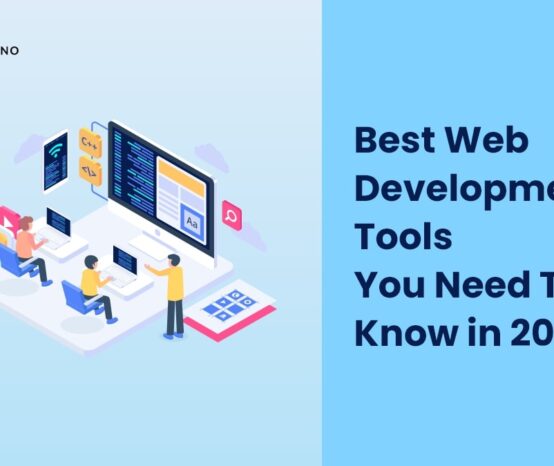 NO
C++
</>
Aa
Best Web
Developme
Tools
You Need T
Know in 20